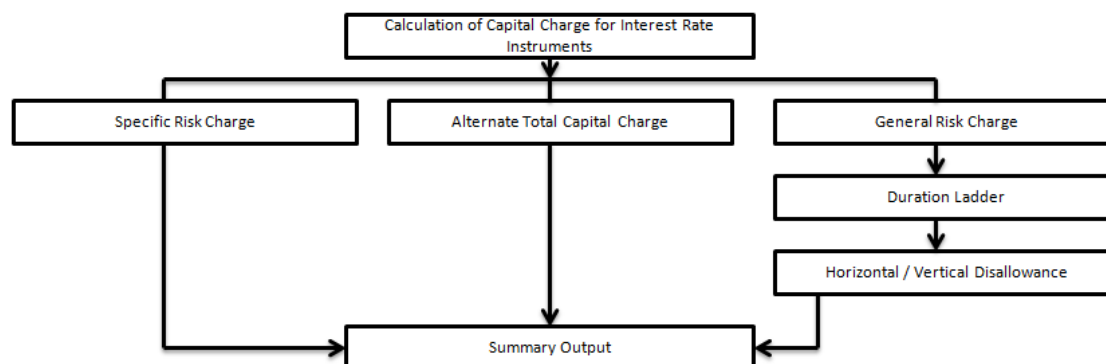 Calculation of Capital Charge for Interest Rate
Instruments
Specific Risk Charge
Alternate Total Capital Charge
General Risk Charge
Duration Ladder
Horizontal / Vertical Disallowance
Summary Output